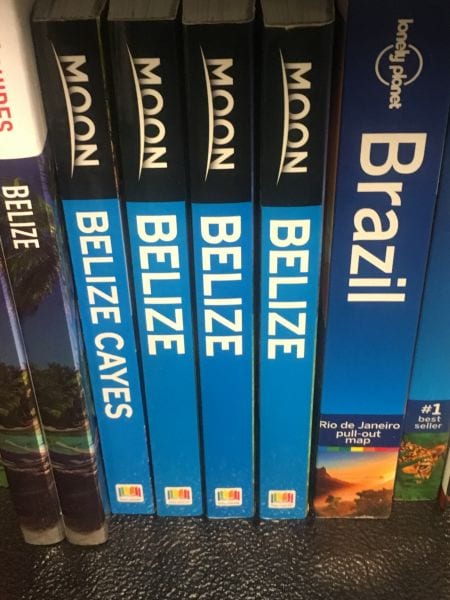 BELIZE
MOON
BELIZE CAYES
MOON
BELIZE
MOON
BELIZE
MOON
BELIZE
lonely planet
Brazil
Rio de Janeiro
pull-out
map
#1
best
seller